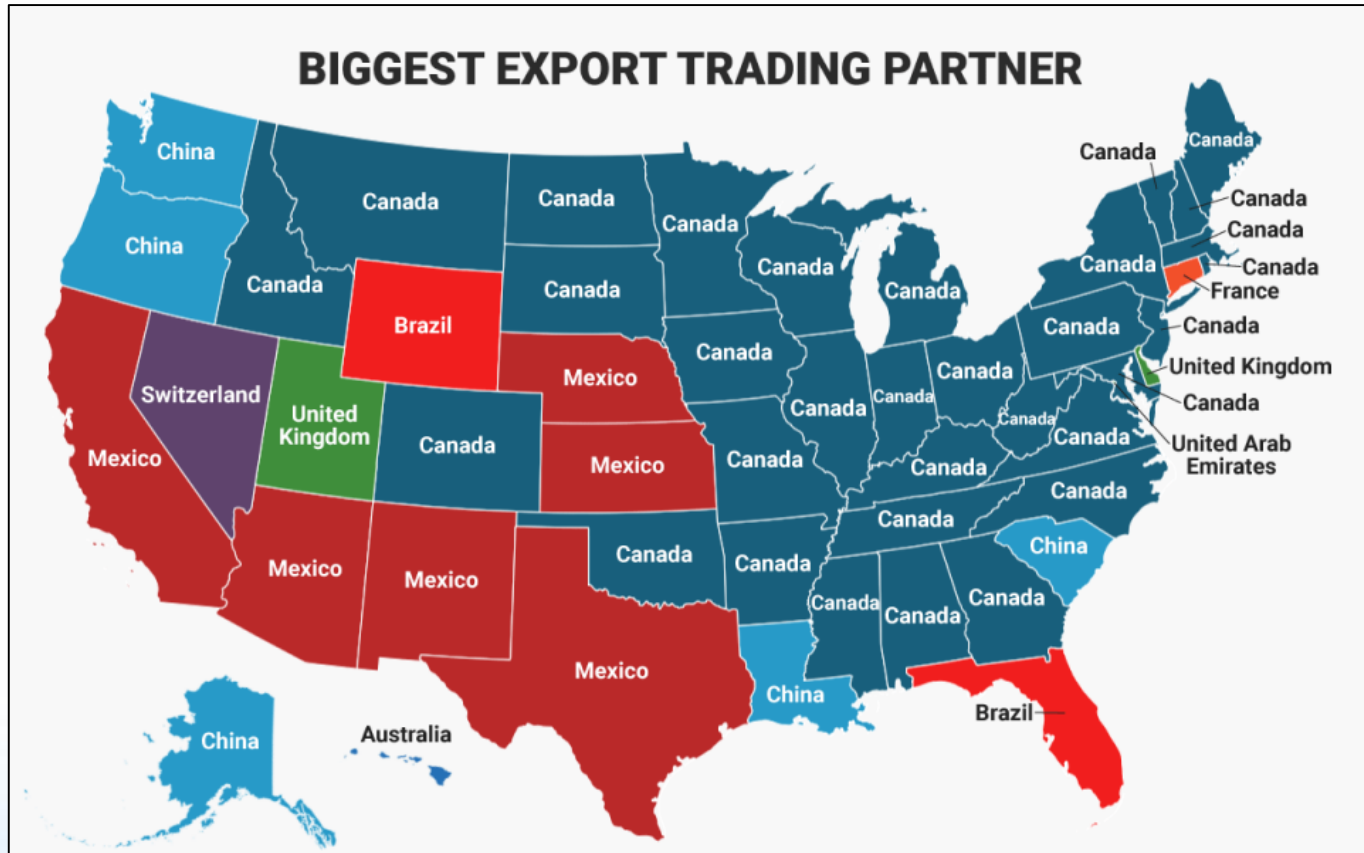 BIGGEST EXPORT TRADING PARTNER
China
Canada
Canada
Canada
Canada
Canada
Canada
China
Canada
Canada
Canada
Canada
Canada
Canada
Canada
Canada
France
Brazil
Canada
Canada
Canada
Mexico
Canada
United Kingdom
Switzerland
Canada
Canada
Canada
Canada
United
Kingdom
Canada
Canada
Canada
United Arab
Emirates
Mexico
Mexico
Canada
Canada
Canada
Canada
Mexico
Mexico
Canada
Canada
China
Canada
Canada
Canada
Mexico
China
Brazil
China
Australia